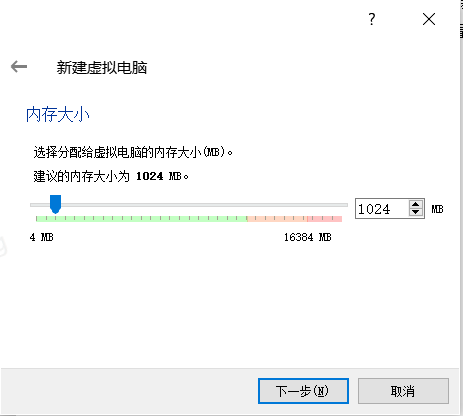 ?
新建虚拟电脑
内存大小
选择分配给虚拟电脑的内存大小(MB)。
建议的内存大小为 1024 MB。
1024 MB
4 MB 16384 MB
下一步(N) 取消